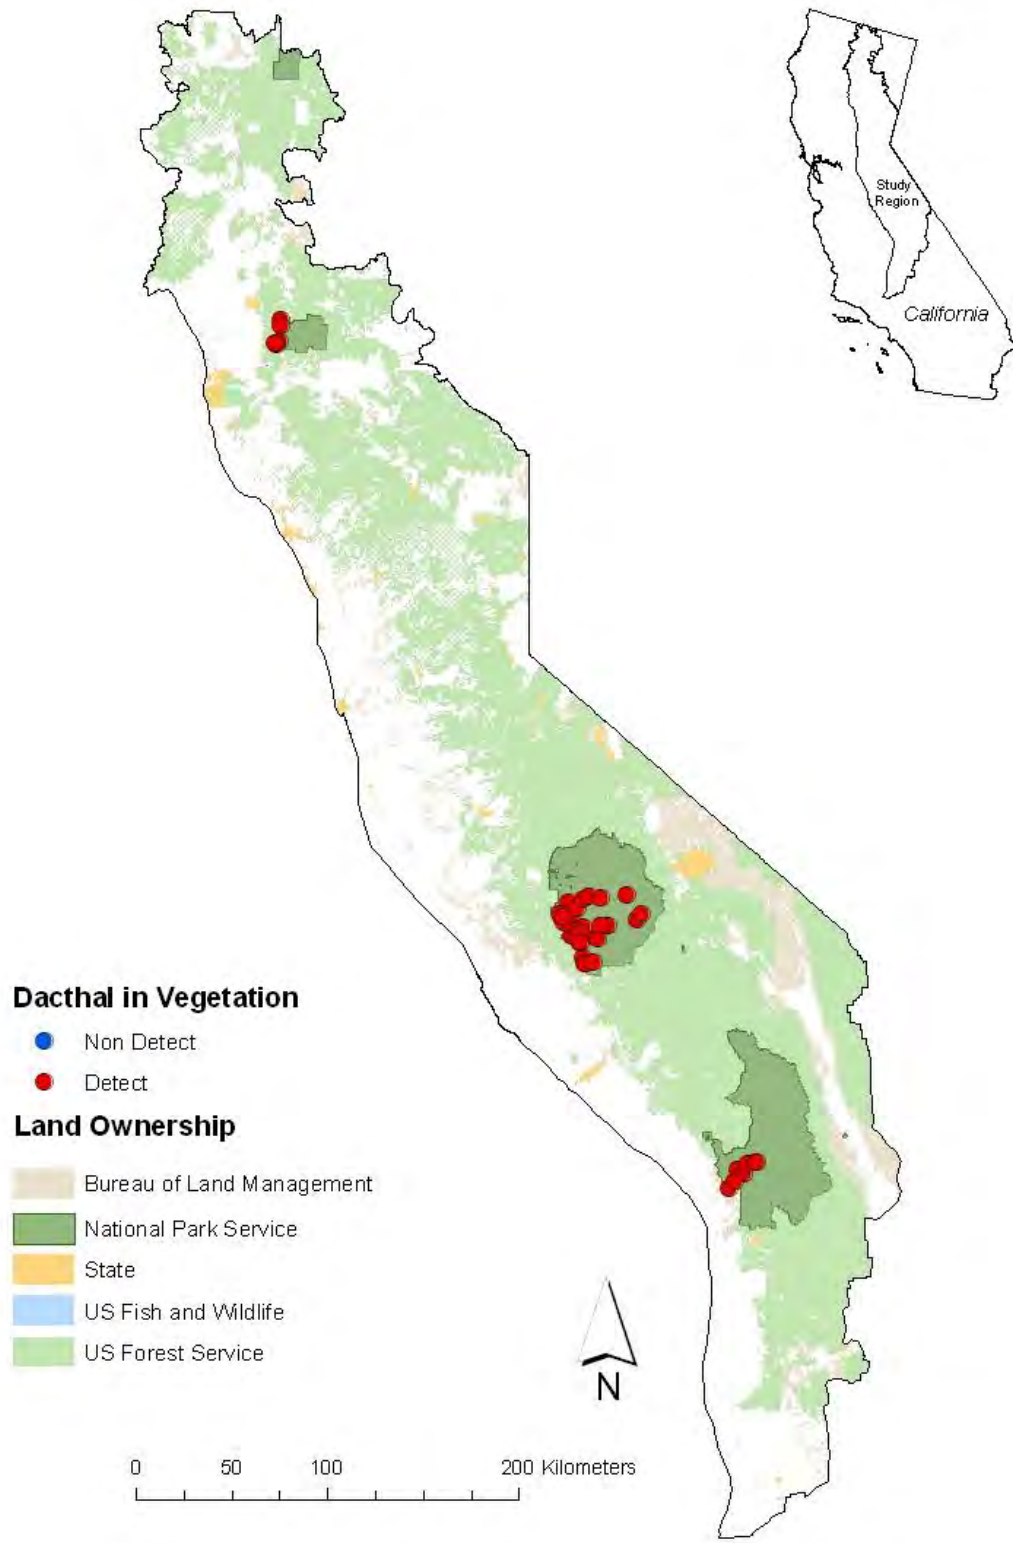 Study
Region
California
Dacthal in Vegetation
Non Detect
Detect
Land Ownership
Bureau of Land Management
National Park Service
State
US Fish and Wildlife
US Forest Service
N
0 50 100 200 Kilometers